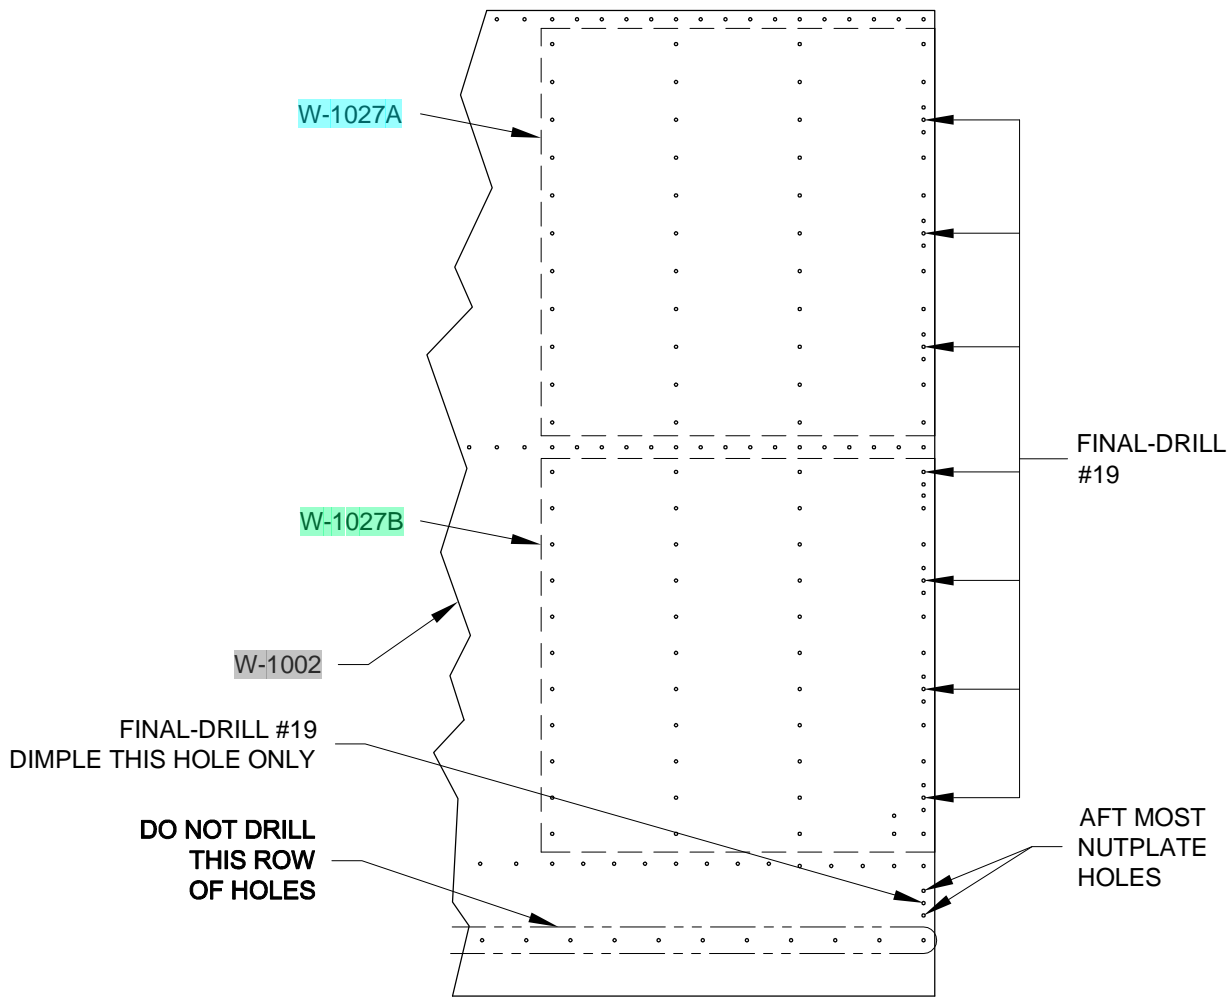 W-1027A
FINAL-DRILL
#19
W-1027B
W-1002
FINAL-DRILL #19
DIMPLE THIS HOLE ONLY
DO NOT DRILL
THIS ROW
OF HOLES
AFT MOST
NUTPLATE
HOLES